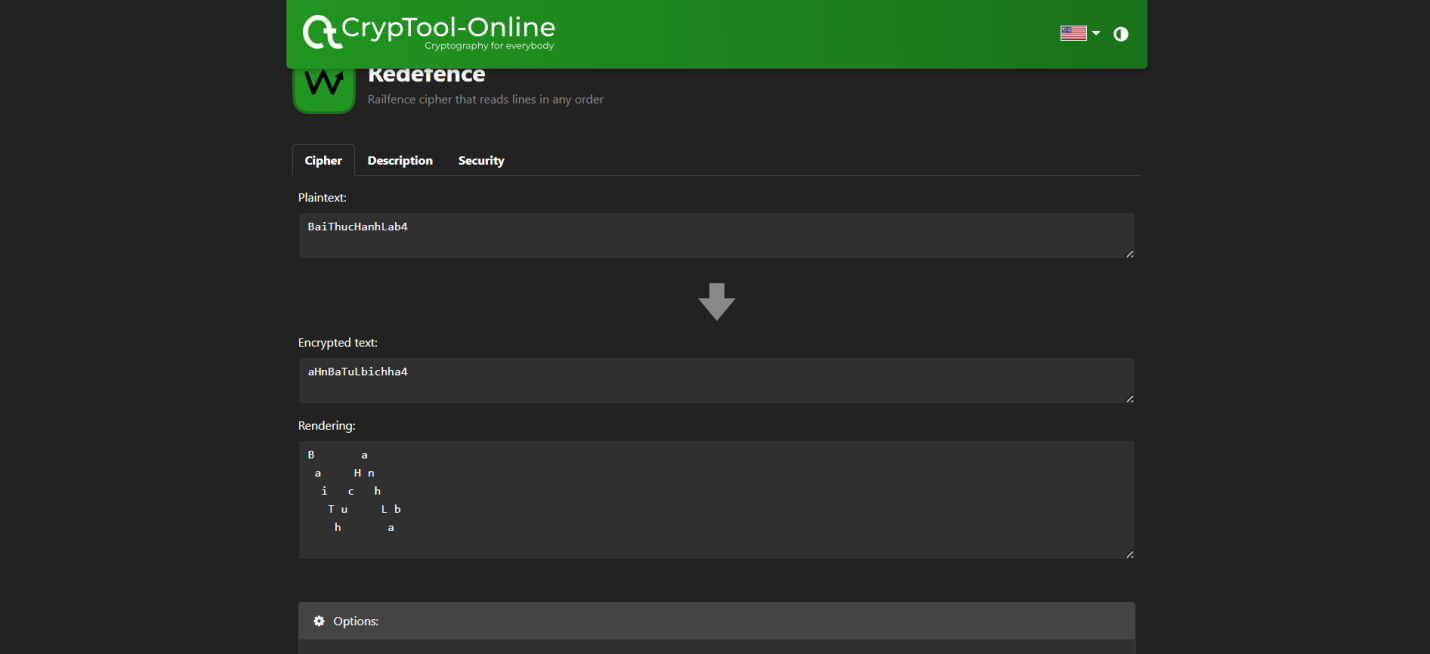 CrypTool-Online
Cryptography for everybody
Redefence
Railfence cipher that reads lines in any order
Cipher Description Security
Plaintext:
BaiThucHanhLab4
Encrypted text:
aHnBaTuLbichha4
Rendering:
B       a
 a     H n
  i   c   h
   T u     L b
    h       a
Options: